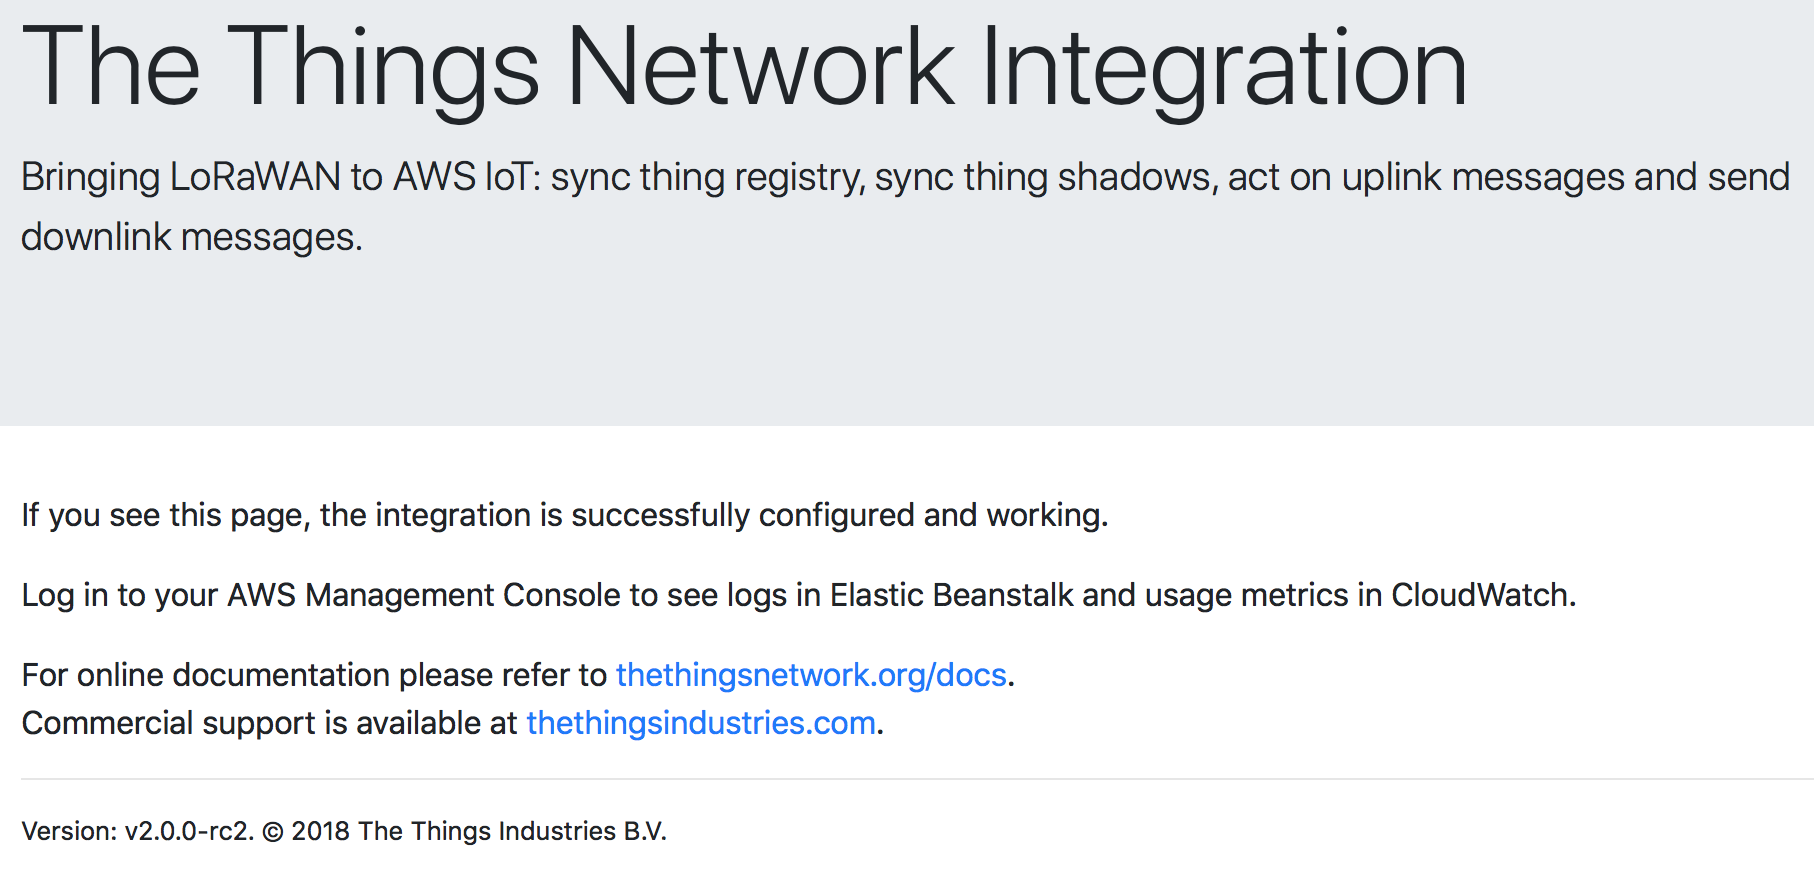 The Things Network Integration
Bringing LoRaWAN to AWS IoT: sync thing registry, sync thing shadows, act on uplink messages and send
downlink messages.
If you see this page, the integration is successfully configured and working.
Log in to your AWS Management Console to see logs in Elastic Beanstalk and usage metrics in CloudWatch.
For online documentation please refer to thethingsnetwork.org/docs.
Commercial support is available at thethingsindustries.com.
Version: v2.0.0-rc2. © 2018 The Things Industries B.V.